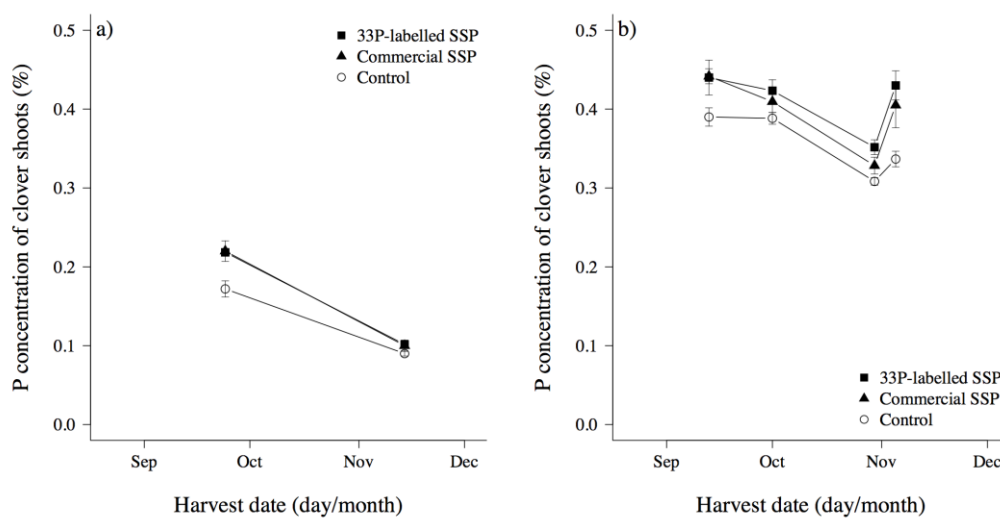 a)
33P-labelled SSP
Commercial SSP
Control
P concentration of clover shoots (%)
0.5
0.4
0.3
0.2
0.1
0.0
Sep Oct Nov Dec
Harvest date (day/month)
b)
P concentration of clover shoots (%)
0.5
0.4
0.3
0.2
0.1
0.0
33P-labelled SSP
Commercial SSP
Control
Sep Oct Nov Dec
Harvest date (day/month)